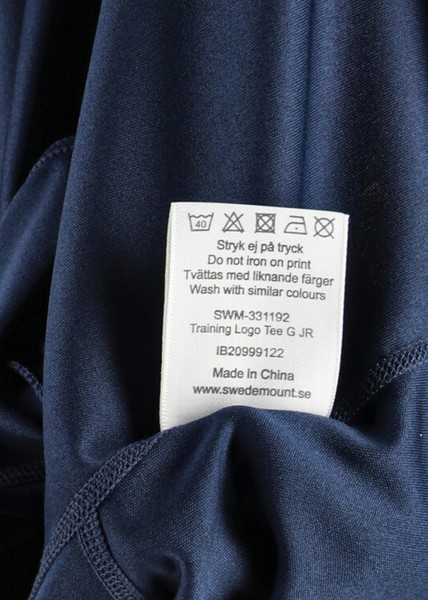 40
Stryk ej på tryck
Do not iron on print
Tvättas med liknande färger
Wash with similar colours
SWM-331192
Training Logo Tee G JR
IB20999122
Made in China
www.swedemount.se